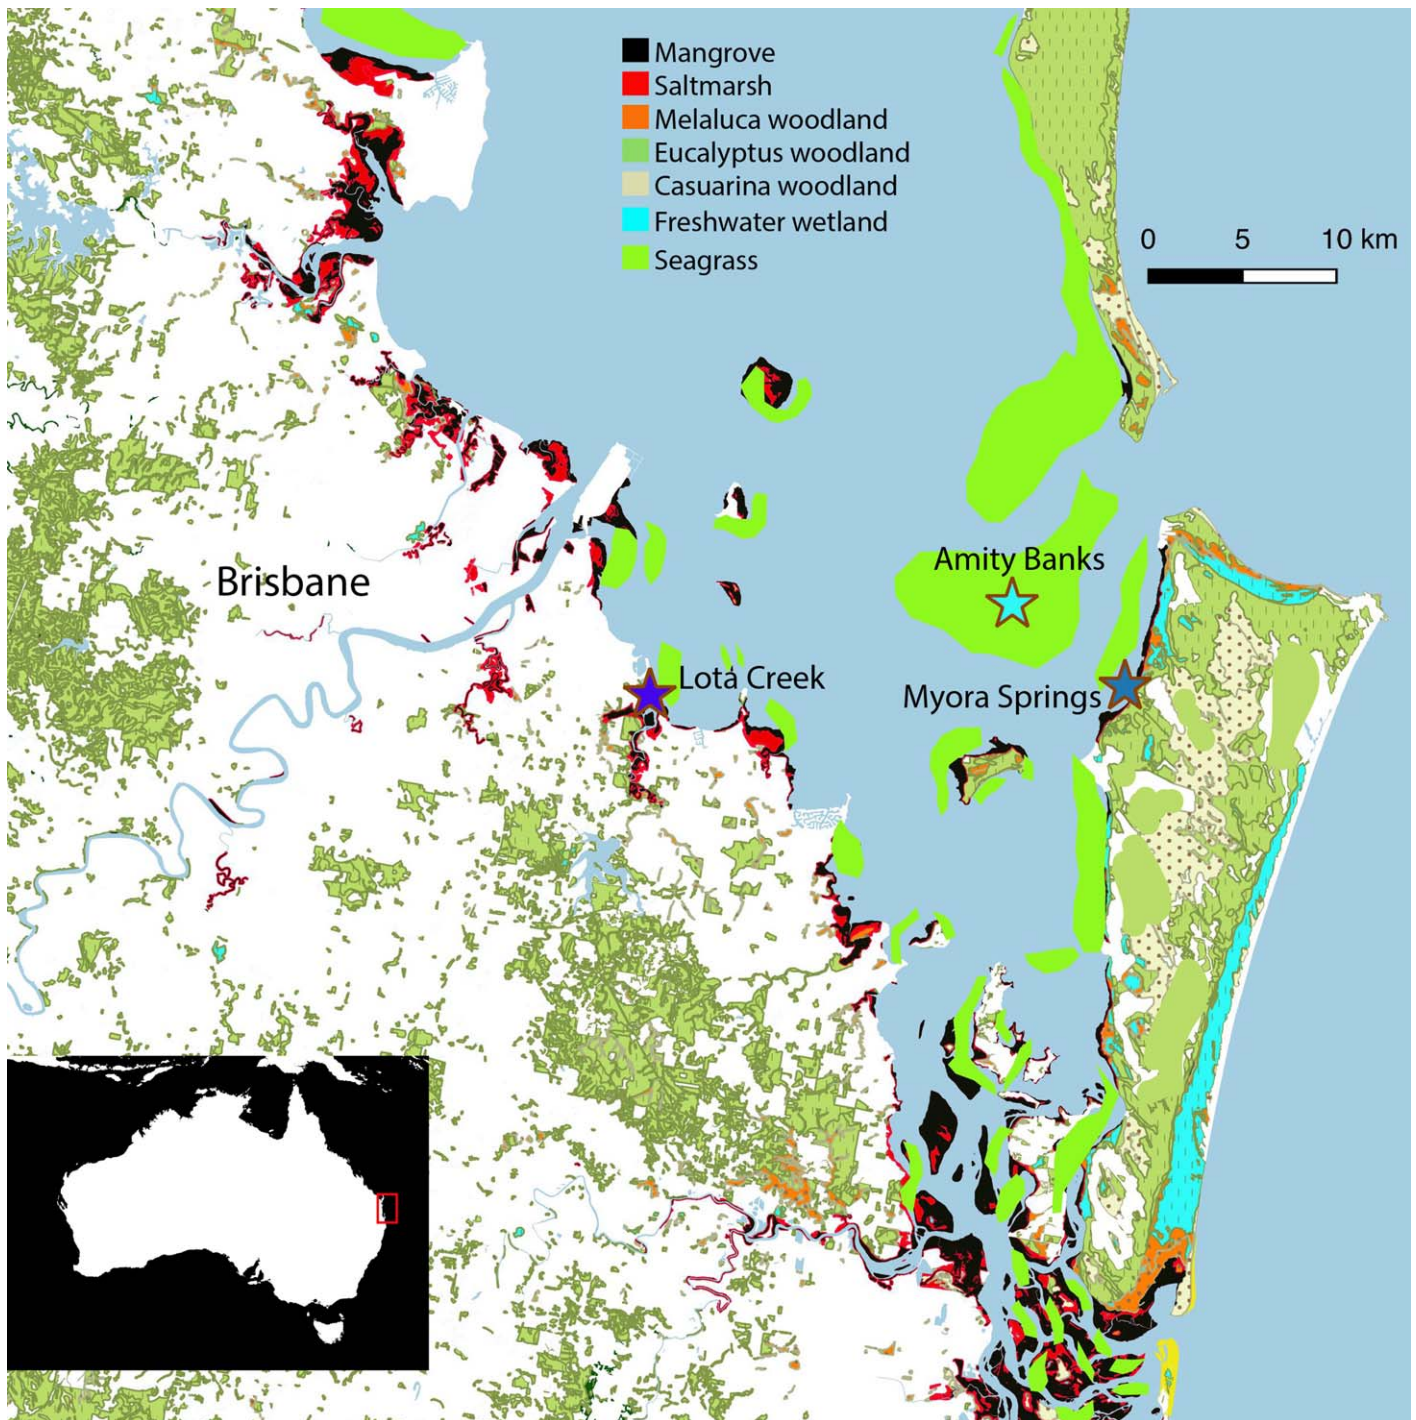 Mangrove
Saltmarsh
Melaluca woodland
Eucalyptus woodland
Casuarina woodland
Freshwater wetland
Seagrass
0 5 10 km
Amity Banks
Brisbane
Lota Creek
Myora Springs